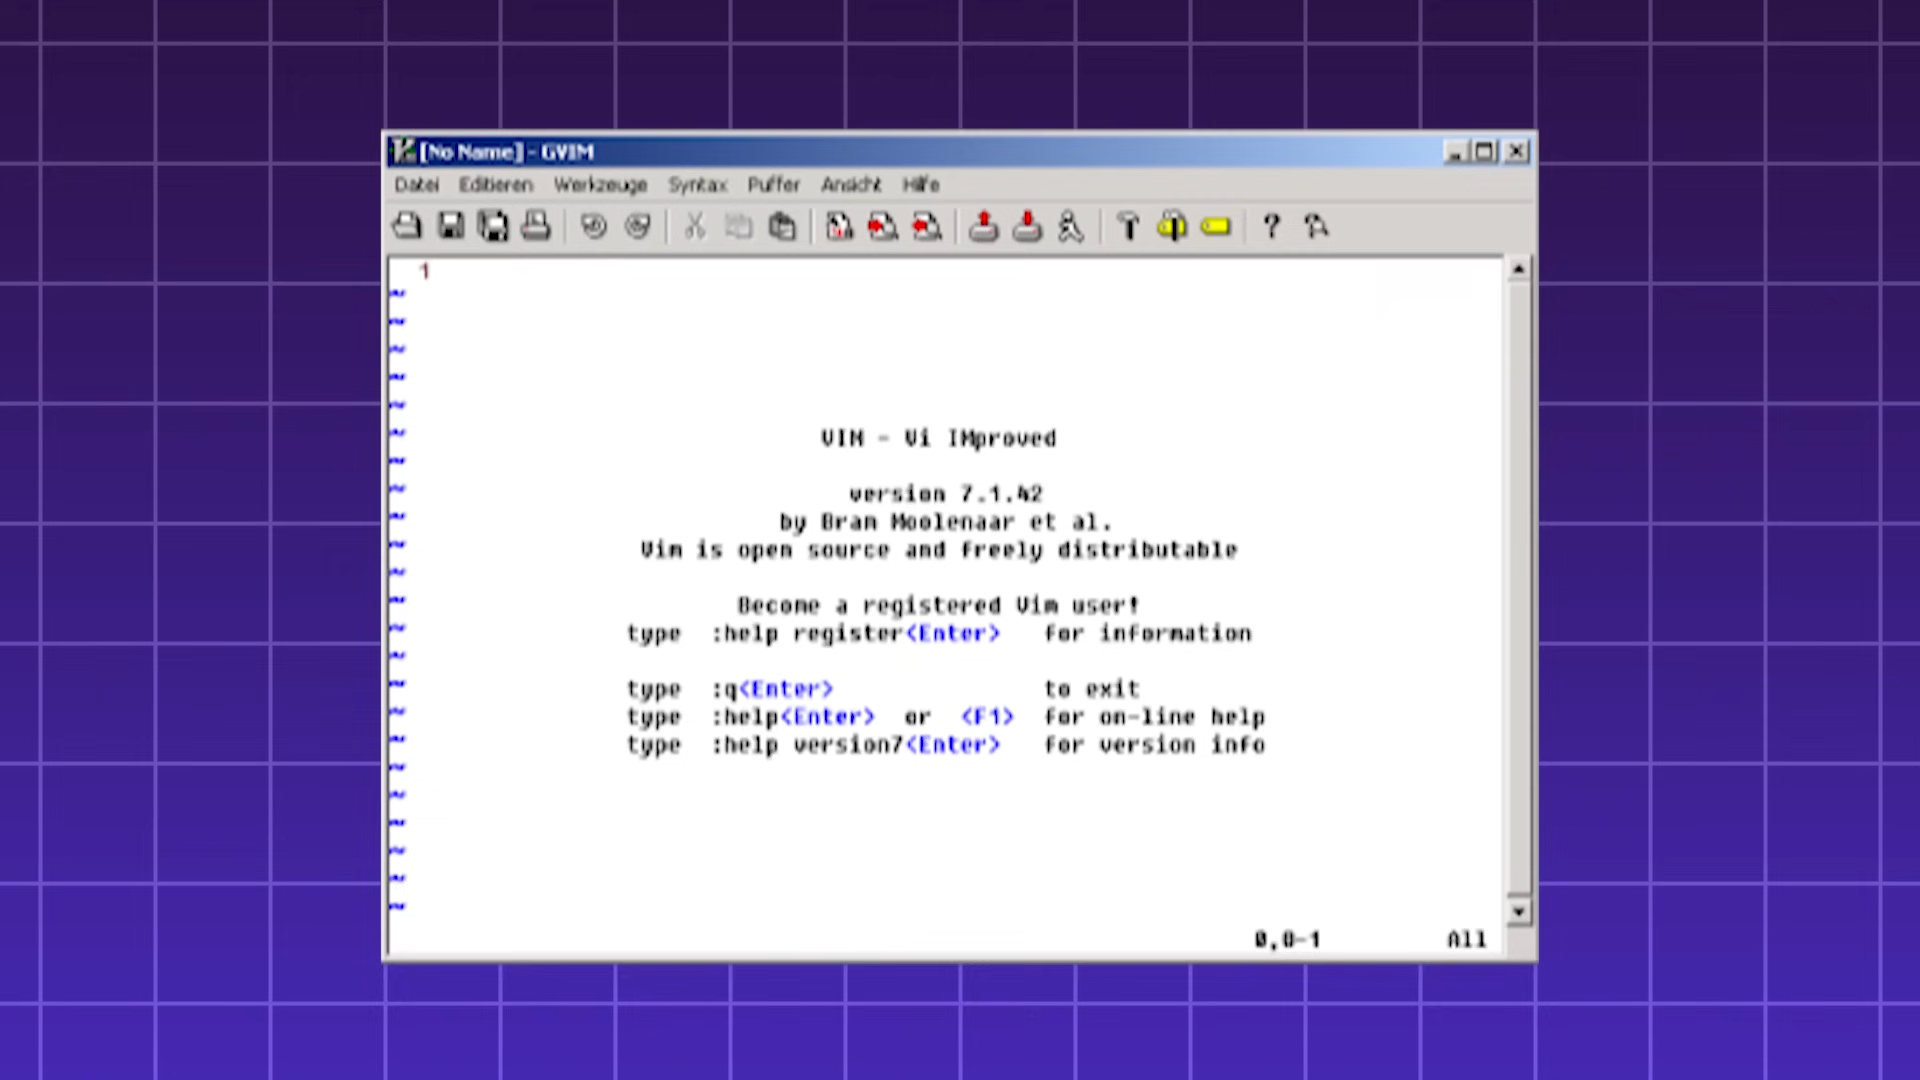 [No Name] - GVIM
Datei Editieren Werkzeuge Syntax Puffer Ansicht Hilfe
1
~
~
~
~
~
~
VIM - Vi IMproved
~
~
version 7.1.42
~
by Bram Moolenaar et al.
~
Vim is open source and freely distributable
~
~
Become a registered Vim user!
~
type :help register<Enter> for information
~
~
type :q<Enter> to exit
~
type :help<Enter> or <F1> for on-line help
~
type :help version7<Enter> for version info
~
~
~
~
~
~
0,0-1 All